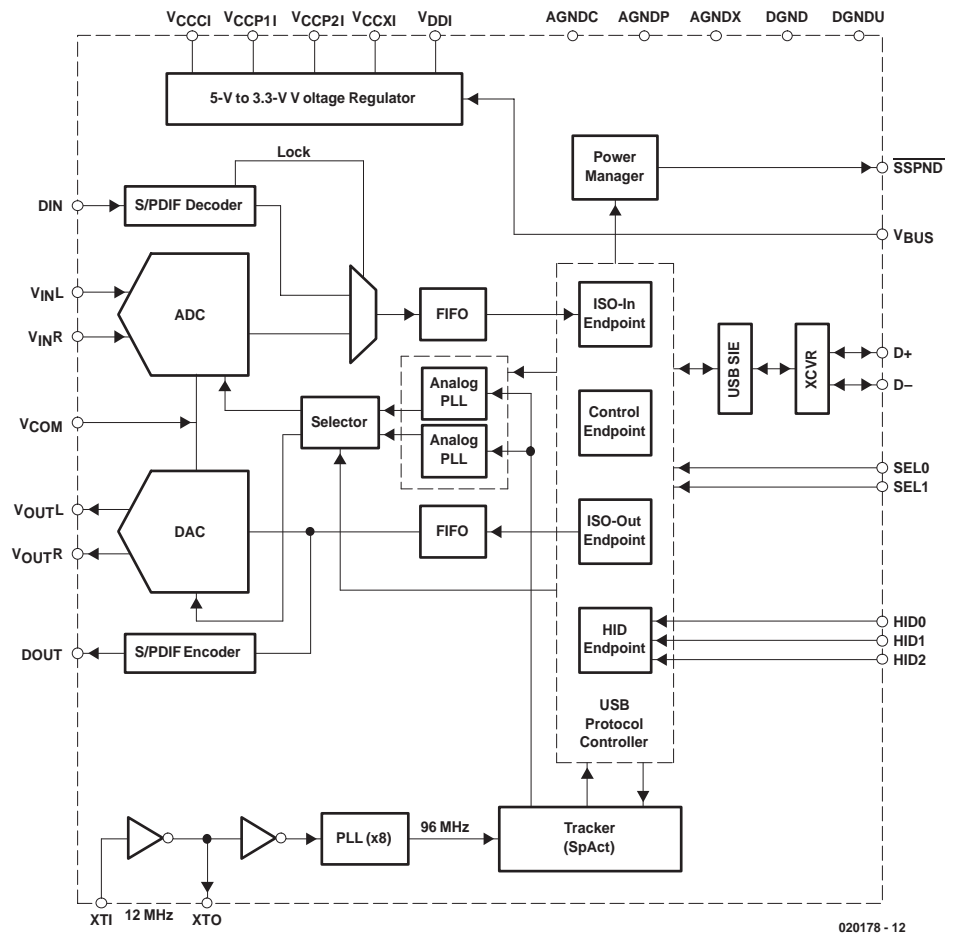 VCCCI VCCP1I VCCP2I VCCXI VDDI AGNDC AGNDP AGNDX DGND DGNDU
5-V to 3.3-V V oltage Regulator
Lock
Power
Manager
SSPND
DIN
S/PDIF Decoder
VBUS
VINL
ADC
FIFO
ISO-In
Endpoint
VINR
USB SIE
XCVR
D+
D–
Analog
PLL
Selector
Control
Endpoint
VCOM
Analog
PLL
SEL0
SEL1
VOUTL
DAC
FIFO
ISO-Out
Endpoint
VOUTR
HID
Endpoint
HID0
HID1
HID2
DOUT
S/PDIF Encoder
USB
Protocol
Controller
PLL (x8)
96 MHz
Tracker
(SpAct)
XTI 12 MHz XTO
020178 - 12